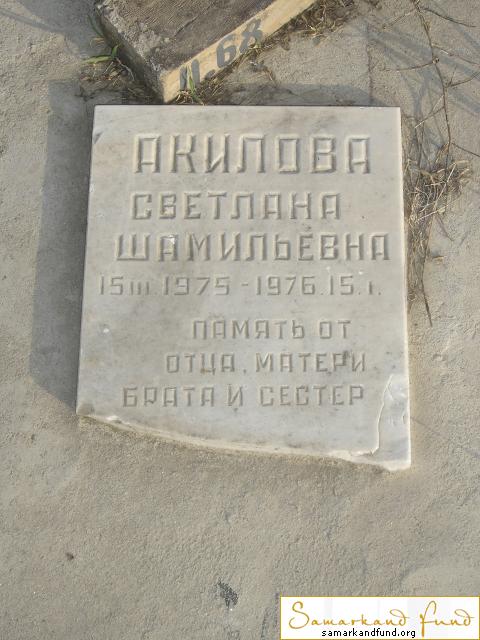 11.68
АКИЛОВА
СВЕТЛАНА
ШАМИЛЬЕВНА
15 III 1975 - 1976. 15. I.
ПАМЯТЬ ОТ
ОТЦА, МАТЕРИ
БРАТА И СЕСТЕР
Samarkand Fund
samarkandfund.org